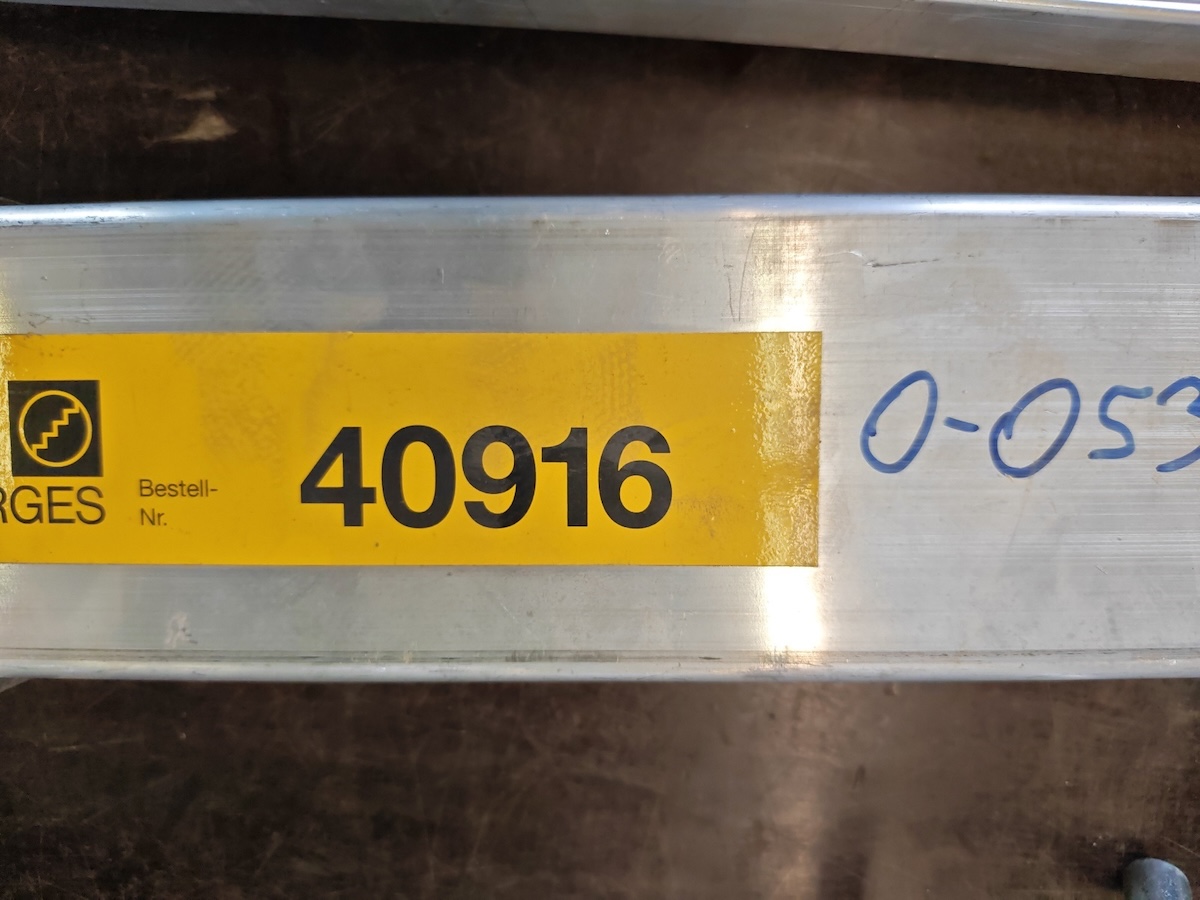 RGES
Bestell-
Nr.
40916
0-053